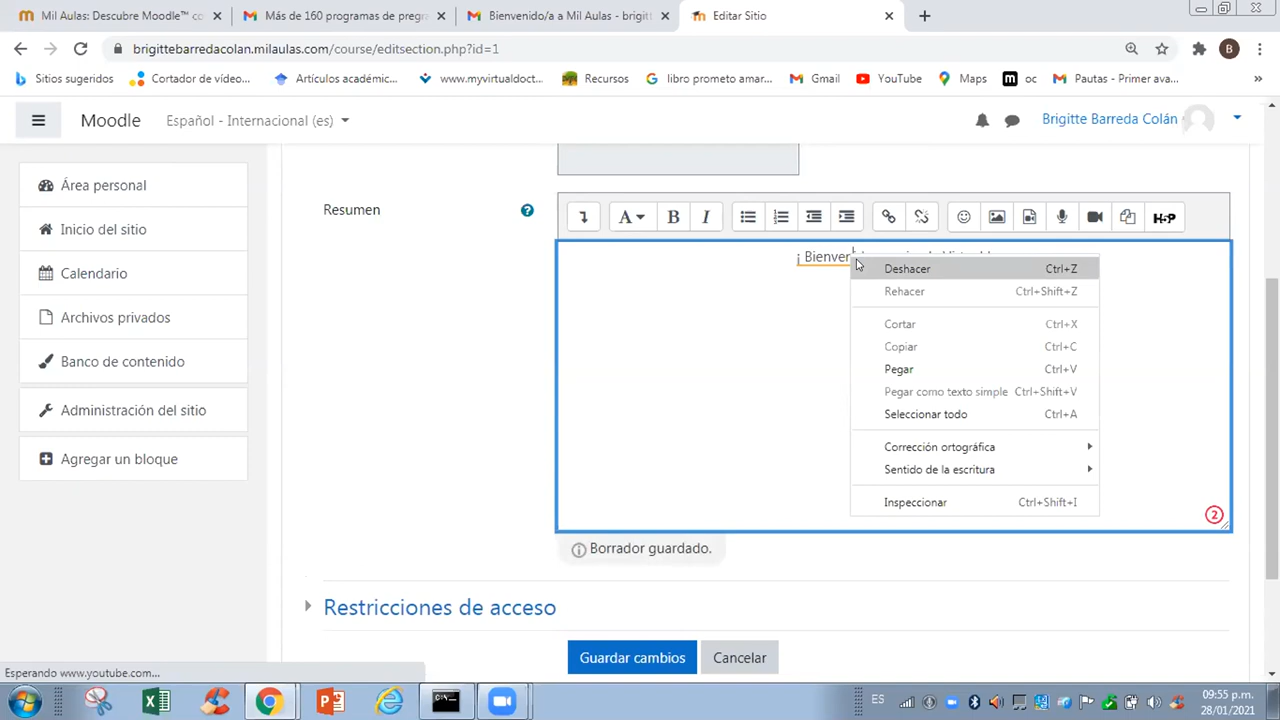 Mil Aulas: Descubre Moodle™ co
Más de 160 programas de pregr
Bienvenido/a a Mil Aulas - brigitt
Editar Sitio
brigittebarredacolan.milaulas.com/course/editsection.php?id=1
B
Sitios sugeridos
Cortador de vídeo...
Artículos académic...
www.myvirtualdoct...
Recursos
libro prometo amar...
Gmail
YouTube
Maps
oc
Pautas - Primer ava...
»
Moodle
Español - Internacional (es)
Brigitte Barreda Colán
Área personal
Inicio del sitio
Calendario
Archivos privados
Banco de contenido
Administración del sitio
Agregar un bloque
Resumen
?
A
B
I
H-P
¡ Bienven
Deshacer Ctrl+Z
Rehacer Ctrl+Shift+Z
Cortar Ctrl+X
Copiar Ctrl+C
Pegar Ctrl+V
Pegar como texto simple Ctrl+Shift+V
Seleccionar todo Ctrl+A
Corrección ortográfica
Sentido de la escritura
Inspeccionar Ctrl+Shift+I
2
Borrador guardado.
Restricciones de acceso
Guardar cambios
Cancelar
Esperando www.youtube.com...
ES
09:55 p.m.
28/01/2021